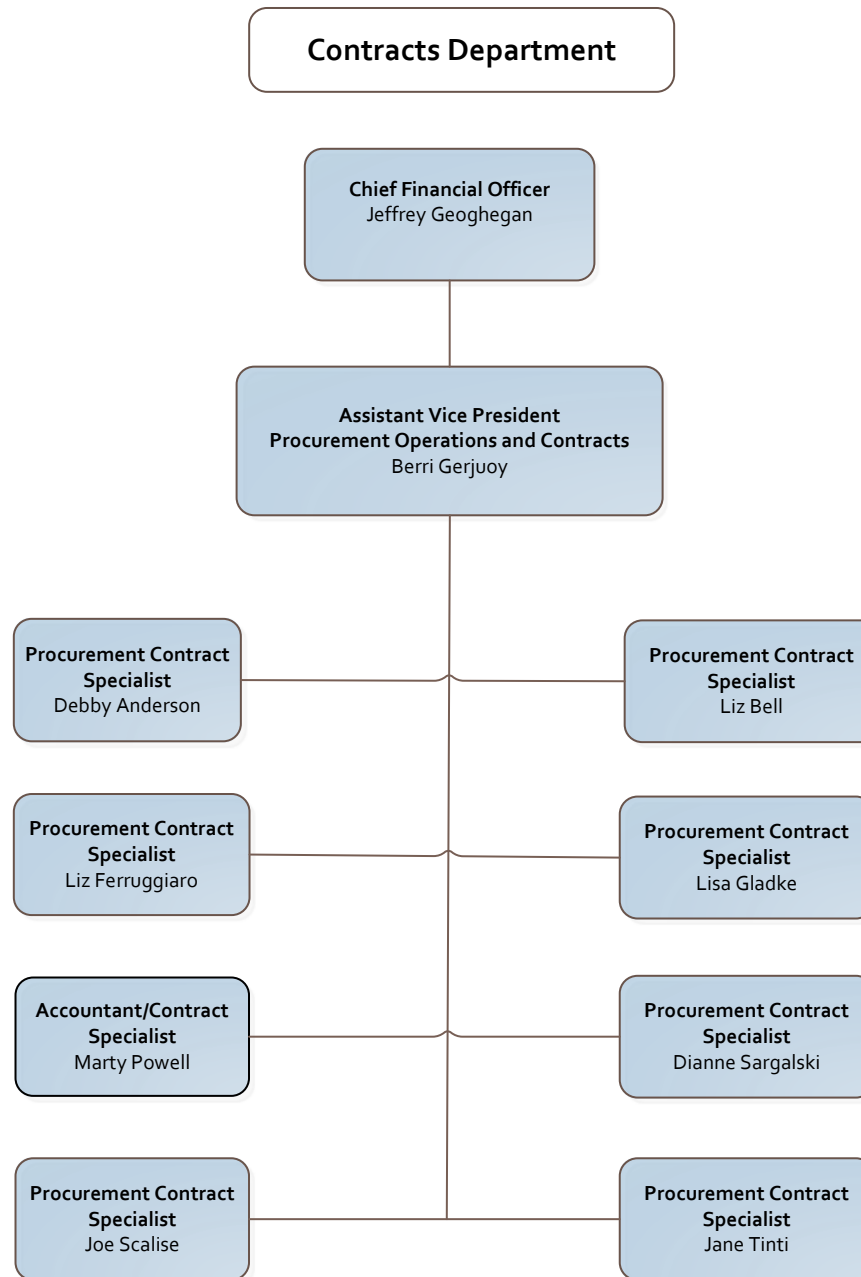 Contracts Department
Chief Financial Officer
Jeffrey Geoghegan
Assistant Vice President
Procurement Operations and Contracts
Berri Gerjuoy
Procurement Contract
Specialist
Debby Anderson
Procurement Contract
Specialist
Liz Bell
Procurement Contract
Specialist
Liz Ferruggiaro
Procurement Contract
Specialist
Lisa Gladke
Accountant/Contract
Specialist
Marty Powell
Procurement Contract
Specialist
Dianne Sargalski
Procurement Contract
Specialist
Joe Scalise
Procurement Contract
Specialist
Jane Tinti